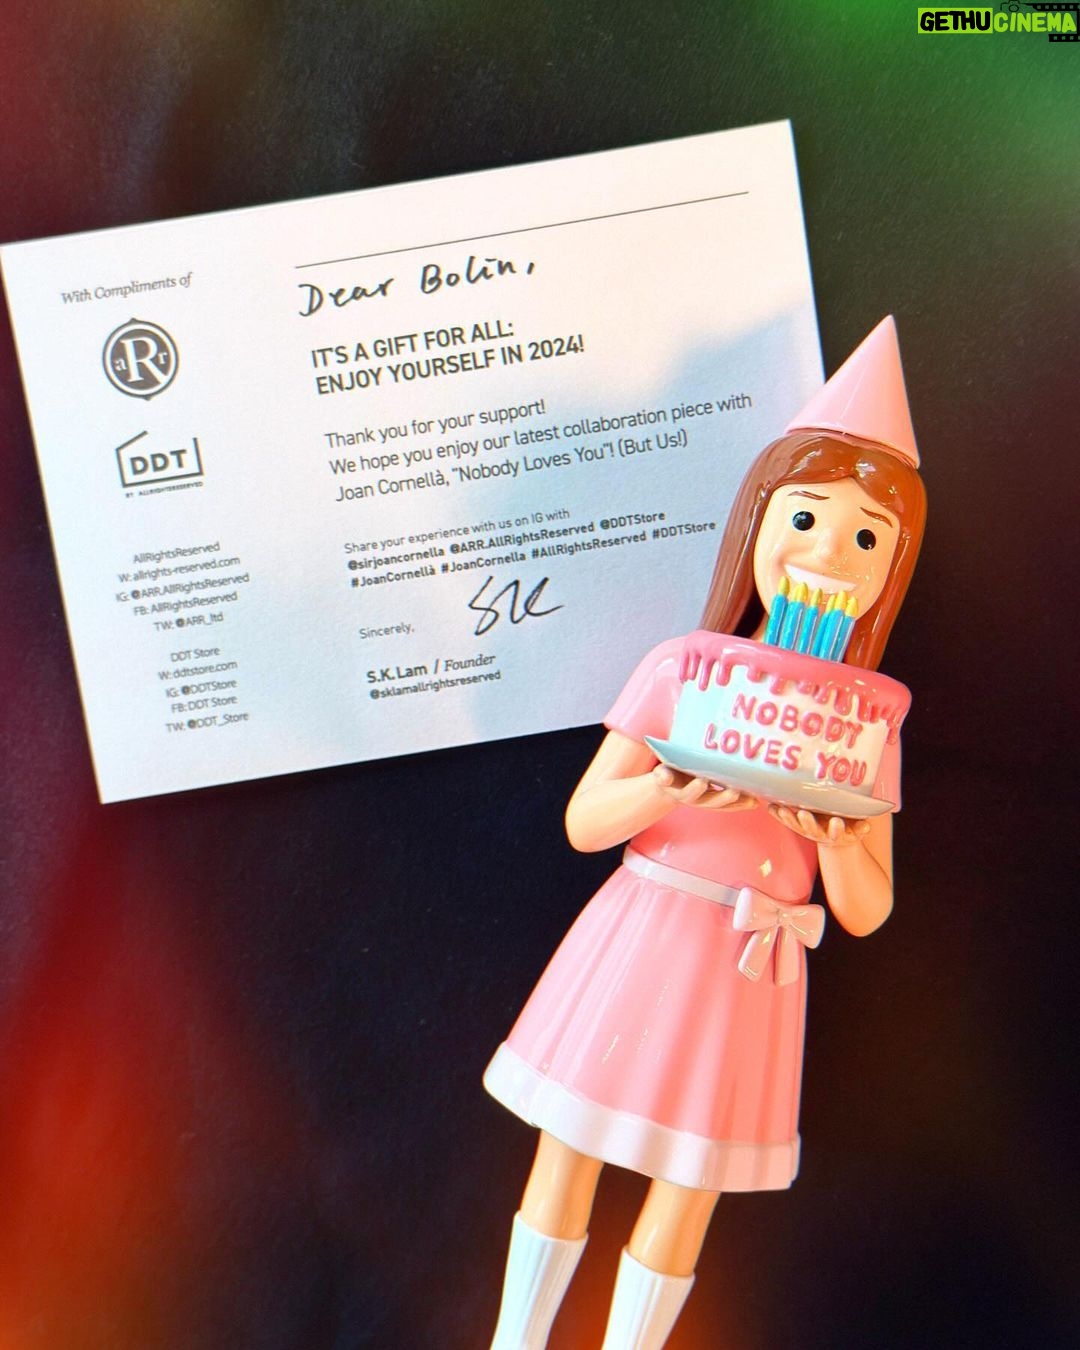 GETHUCINEMA
With Compliments of
aRr
DDT
BY ALLRIGHTSRESERVED
AllRightsReserved
W: allrights-reserved.com
IG: @ARR.AllRightsReserved
FB: AllRightsReserved
TW: @ARR_ltd
DDT Store
W: ddtstore.com
IG: @DDTStore
FB: DDT Store
TW: @DDT_Store
Dear Bolin,
IT'S A GIFT FOR ALL:
ENJOY YOURSELF IN 2024!
Thank you for your support!
We hope you enjoy our latest collaboration piece with
Joan Cornellà, "Nobody Loves You"! (But Us!)
Share your experience with us on IG with
@sirjoancornella @ARR.AllRightsReserved @DDTStore
#JoanCornellà #JoanCornella #AllRightsReserved #DDTStore
Sincerely,
S.K. Lam / Founder
@sklamallrightsreserved
NOBODY
LOVES YOU